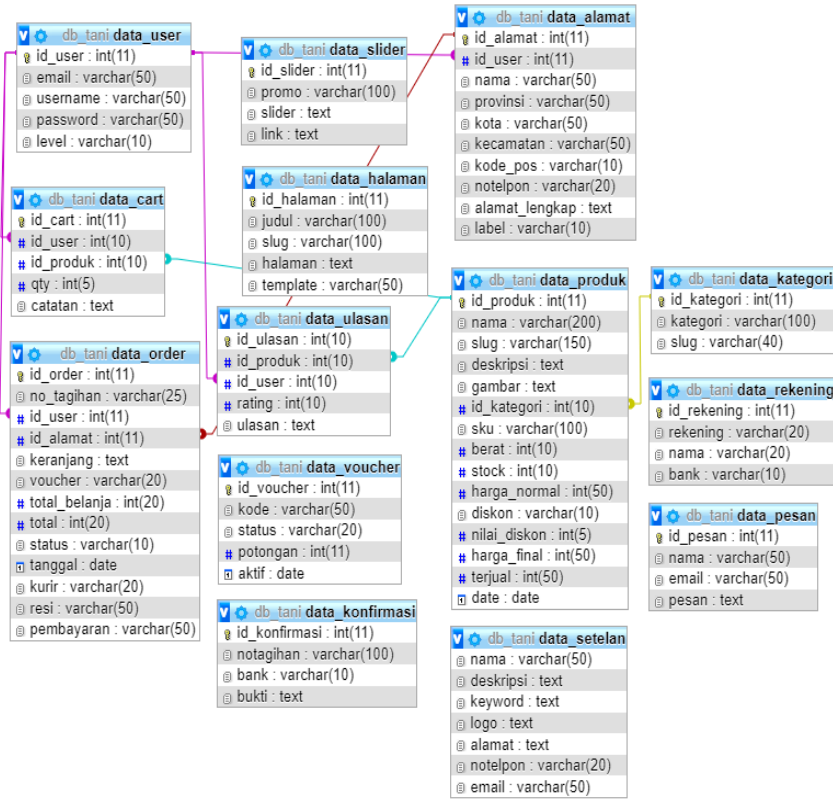 db_tani data_user
id_user : int(11)
email : varchar(50)
username : varchar(50)
password : varchar(50)
level : varchar(10)
db_tani data_slider
id_slider : int(11)
promo : varchar(100)
slider : text
link : text
db_tani data_alamat
id_alamat : int(11)
id_user : int(11)
nama : varchar(50)
provinsi : varchar(50)
kota : varchar(50)
kecamatan : varchar(50)
kode_pos : varchar(10)
notelpon : varchar(20)
alamat_lengkap : text
label : varchar(10)
db_tani data_cart
id_cart : int(11)
id_user : int(10)
id_produk : int(10)
qty : int(5)
catatan : text
db_tani data_halaman
id_halaman : int(11)
judul : varchar(100)
slug : varchar(100)
halaman : text
template : varchar(50)
db_tani data_produk
id_produk : int(11)
nama : varchar(200)
slug : varchar(150)
deskripsi : text
gambar : text
id_kategori : int(10)
sku : varchar(100)
berat : int(10)
stock : int(10)
harga_normal : int(50)
diskon : varchar(10)
nilai_diskon : int(5)
harga_final : int(50)
terjual : int(50)
date : date
db_tani data_kategori
id_kategori : int(11)
kategori : varchar(100)
slug : varchar(40)
db_tani data_ulasan
id_ulasan : int(10)
id_produk : int(10)
id_user : int(10)
rating : int(10)
ulasan : text
db_tani data_order
id_order : int(11)
no_tagihan : varchar(25)
id_user : int(11)
id_alamat : int(11)
keranjang : text
voucher : varchar(20)
total_belanja : int(20)
total : int(20)
status : varchar(10)
tanggal : date
kurir : varchar(20)
resi : varchar(50)
pembayaran : varchar(50)
db_tani data_rekening
id_rekening : int(11)
rekening : varchar(20)
nama : varchar(20)
bank : varchar(10)
db_tani data_voucher
id_voucher : int(11)
kode : varchar(50)
status : varchar(20)
potongan : int(11)
aktif : date
db_tani data_pesan
id_pesan : int(11)
nama : varchar(50)
email : varchar(50)
pesan : text
db_tani data_konfirmasi
id_konfirmasi : int(11)
notagihan : varchar(100)
bank : varchar(10)
bukti : text
db_tani data_setelan
nama : varchar(50)
deskripsi : text
keyword : text
logo : text
alamat : text
notelpon : varchar(20)
email : varchar(50)